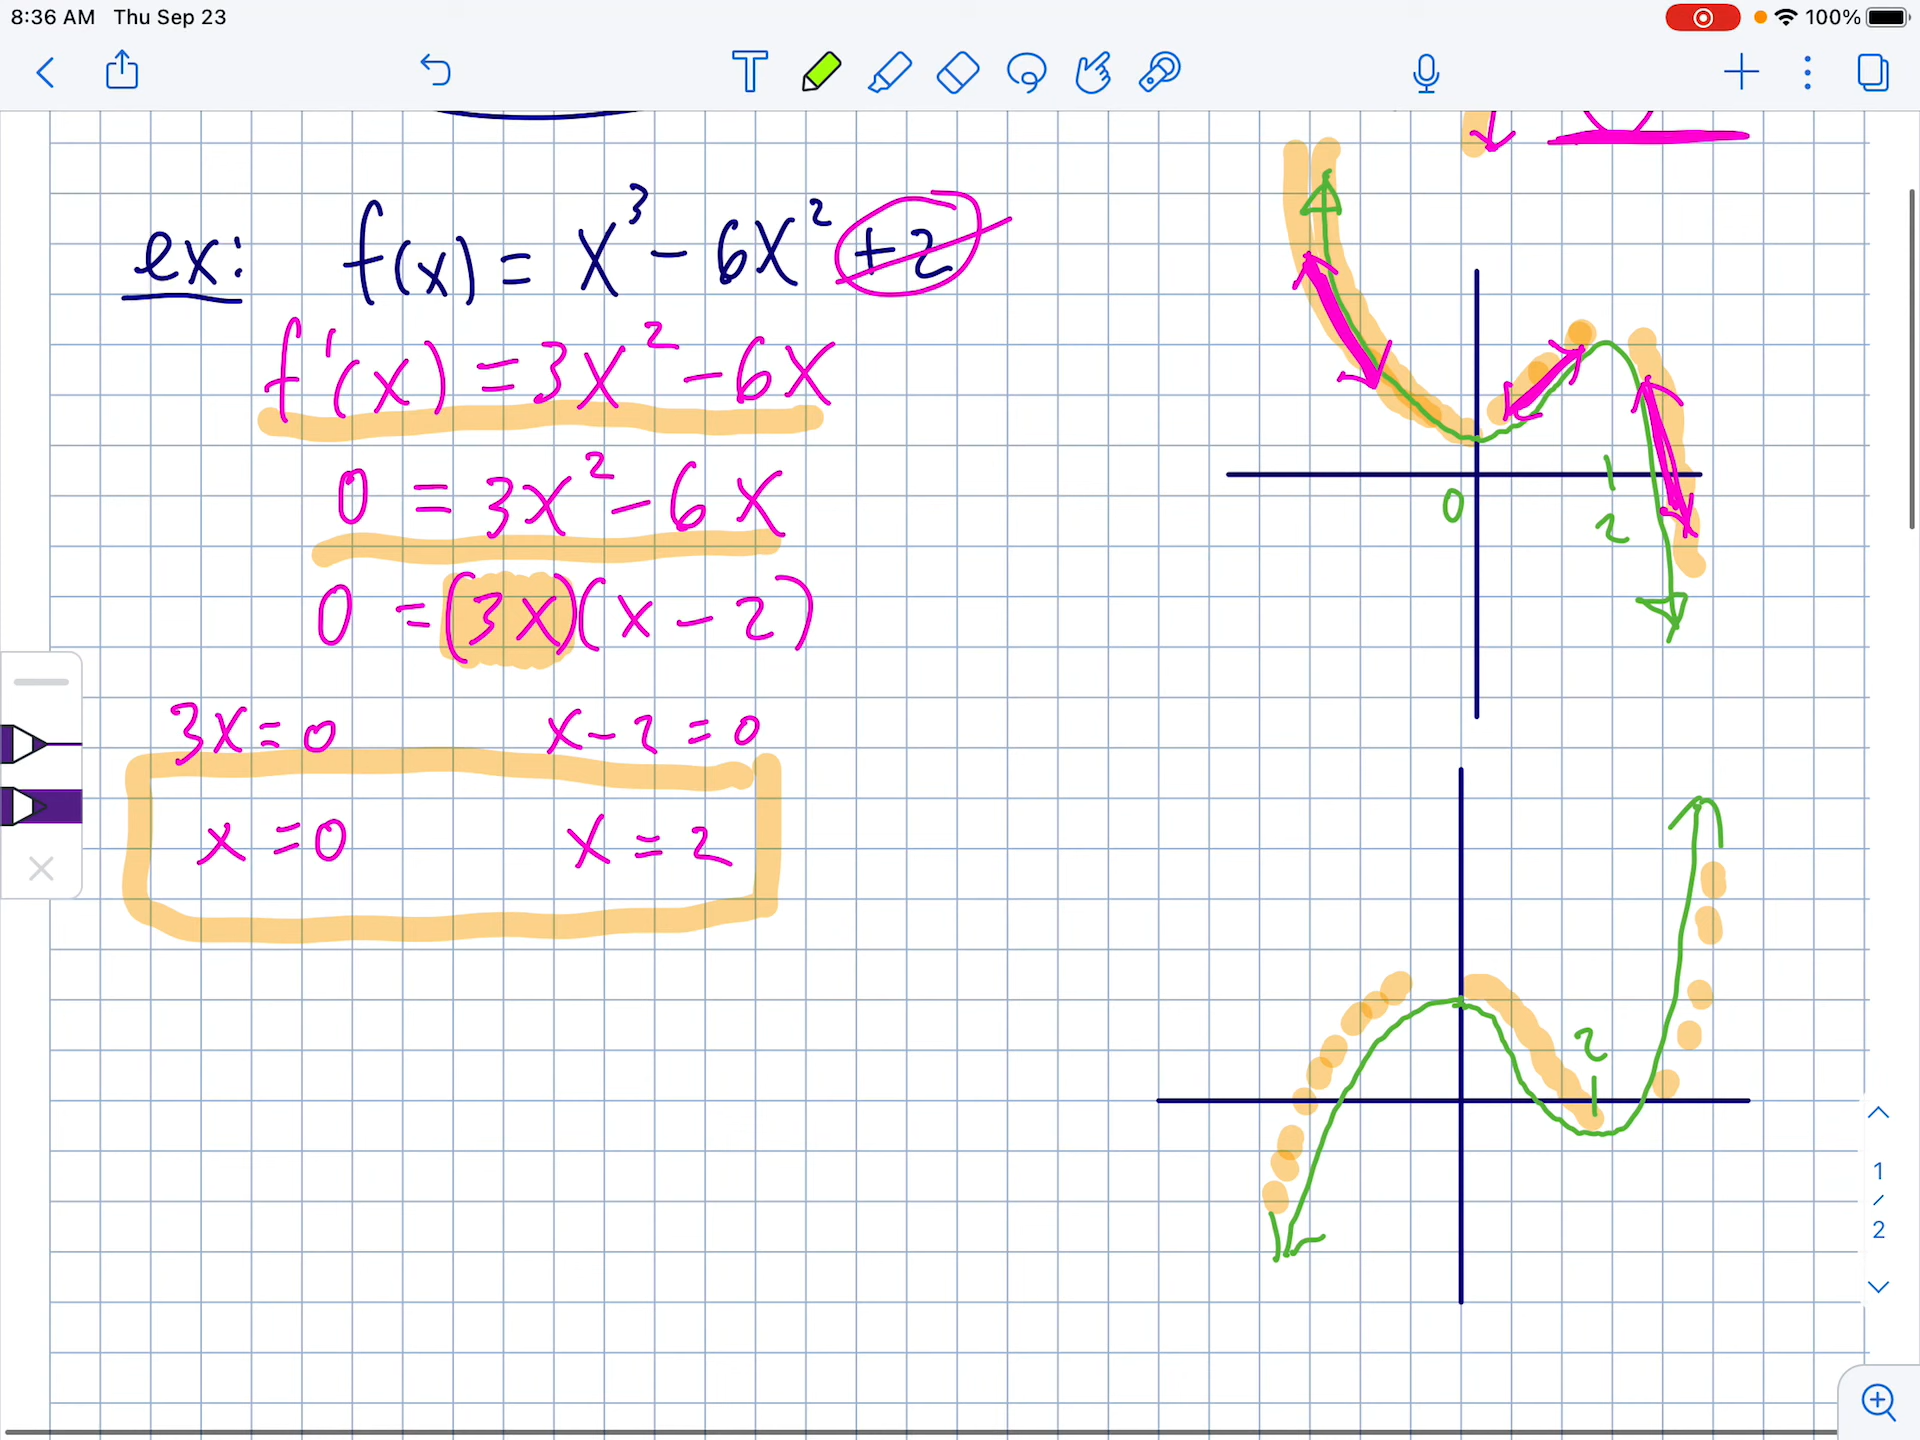 8:36 AM Thu Sep 23
100%
T
ex: f(x) = x³ - 6x² + 2
f'(x) = 3x² - 6x
0 = 3x² - 6x
0 = (3x)(x - 2)
3x = 0 x - 2 = 0
x = 0 x = 2
0
2
2
1
/
2